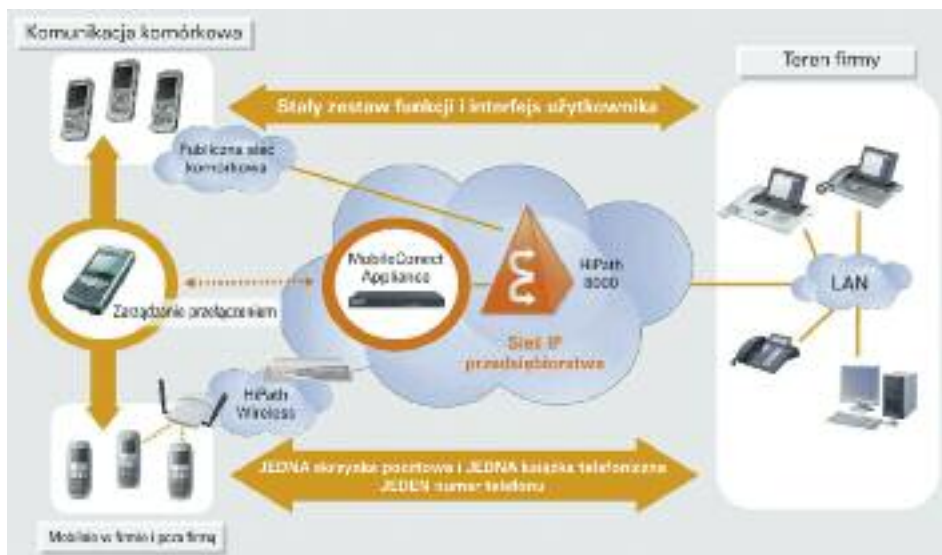 Komunikacja komórkowa
Teren firmy
Stały zestaw funkcji i interfejs użytkownika
Publiczna sieć
komórkowa
MobileConect
Appliance
HiPath
8000
LAN
Zarządzanie przełączeniem
Sieć IP
przedsiębiorstwa
HiPath
Wireless
JEDNA skrzynka pocztowa i JEDNA książka telefoniczna
JEDEN numer telefonu
Mobilnie w firmie i poza firmą